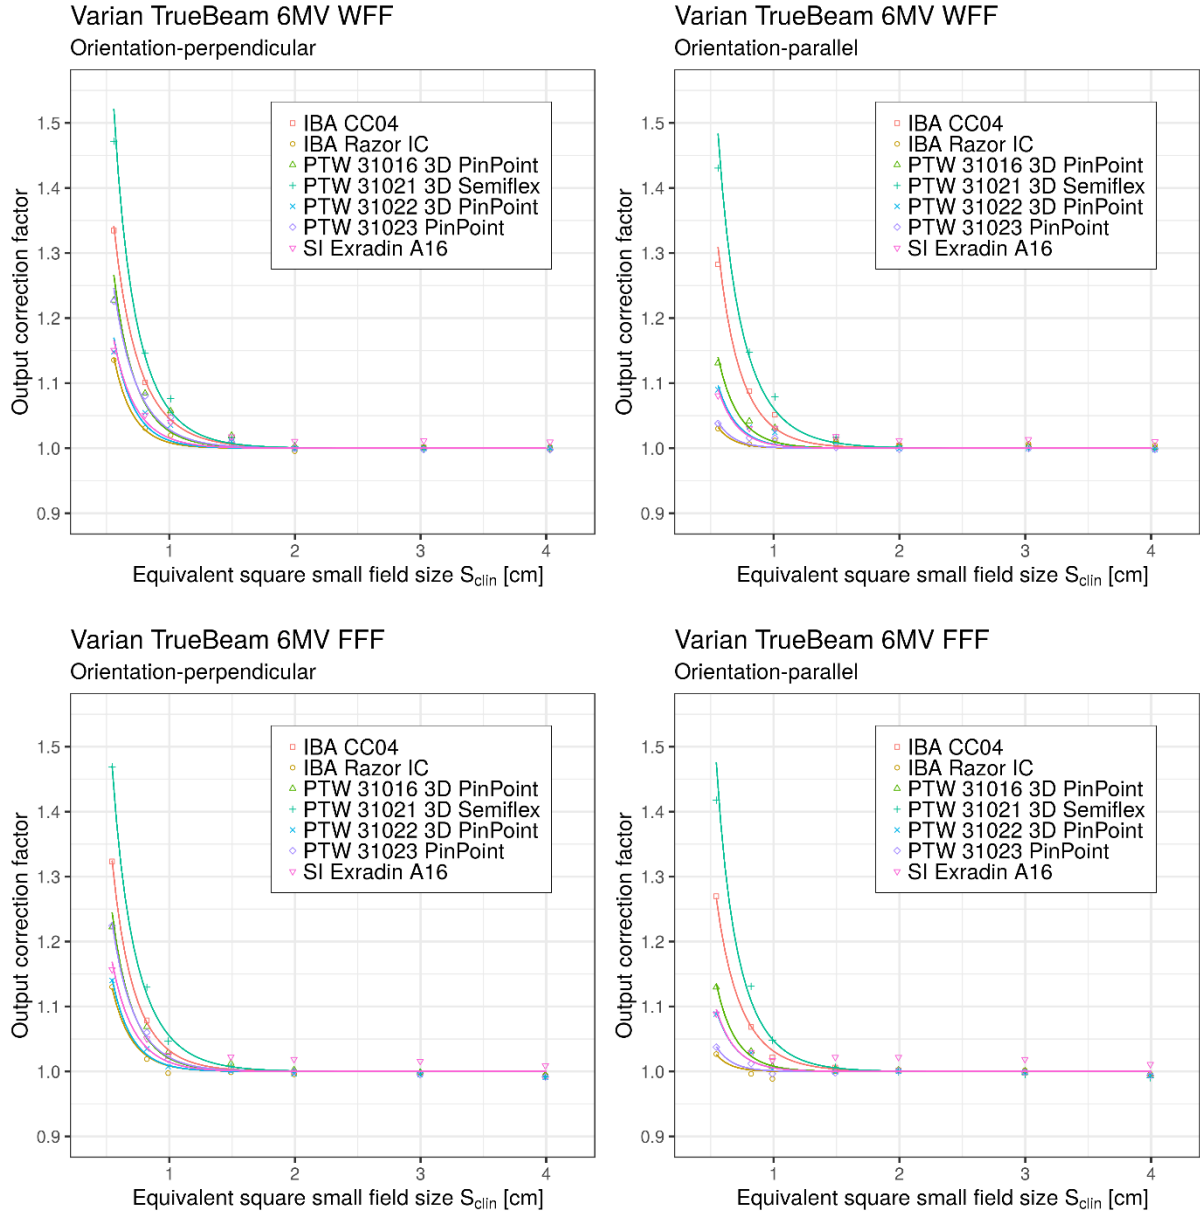 Varian TrueBeam 6MV WFF
Orientation-perpendicular
Output correction factor
1.5
1.4
1.3
1.2
1.1
1.0
0.9
IBA CC04
IBA Razor IC
PTW 31016 3D PinPoint
PTW 31021 3D Semiflex
PTW 31022 3D PinPoint
PTW 31023 PinPoint
SI Exradin A16
1 2 3 4
Equivalent square small field size S_clin [cm]
Varian TrueBeam 6MV WFF
Orientation-parallel
Output correction factor
1.5
1.4
1.3
1.2
1.1
1.0
0.9
IBA CC04
IBA Razor IC
PTW 31016 3D PinPoint
PTW 31021 3D Semiflex
PTW 31022 3D PinPoint
PTW 31023 PinPoint
SI Exradin A16
1 2 3 4
Equivalent square small field size S_clin [cm]
Varian TrueBeam 6MV FFF
Orientation-perpendicular
Output correction factor
1.5
1.4
1.3
1.2
1.1
1.0
0.9
IBA CC04
IBA Razor IC
PTW 31016 3D PinPoint
PTW 31021 3D Semiflex
PTW 31022 3D PinPoint
PTW 31023 PinPoint
SI Exradin A16
1 2 3 4
Equivalent square small field size S_clin [cm]
Varian TrueBeam 6MV FFF
Orientation-parallel
Output correction factor
1.5
1.4
1.3
1.2
1.1
1.0
0.9
IBA CC04
IBA Razor IC
PTW 31016 3D PinPoint
PTW 31021 3D Semiflex
PTW 31022 3D PinPoint
PTW 31023 PinPoint
SI Exradin A16
1 2 3 4
Equivalent square small field size S_clin [cm]